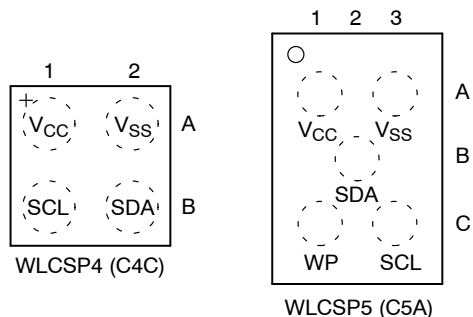 1 2
+
VCC VSS A
SCL SDA B
WLCSP4 (C4C)
1 2 3
A
VCC VSS
B
SDA
C
WP SCL
WLCSP5 (C5A)